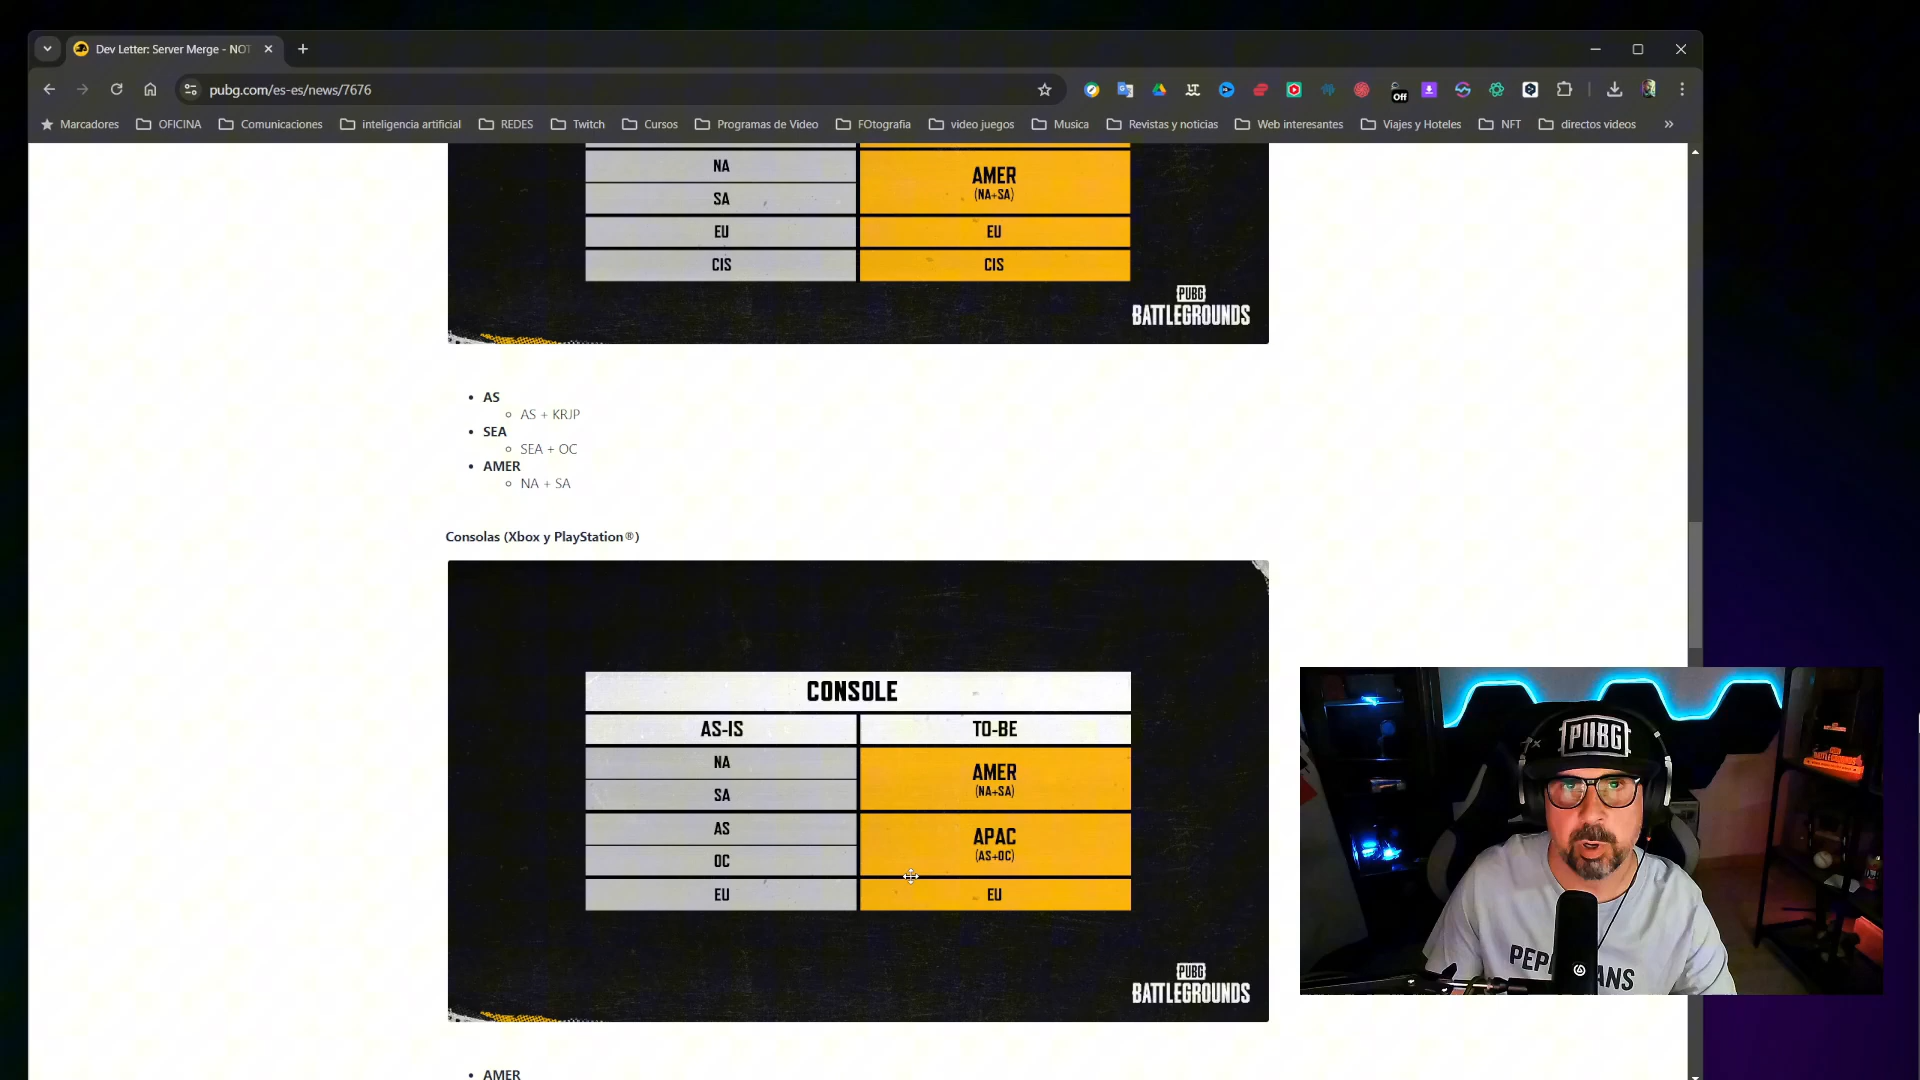 Dev Letter: Server Merge - NOT
pubg.com/es-es/news/7676
Off
Marcadores
OFICINA
Comunicaciones
inteligencia artificial
REDES
Twitch
Cursos
Programas de Video
FOtografia
video juegos
Musica
Revistas y noticias
Web interesantes
Viajes y Hoteles
NFT
directos videos
»
NA
SA
AMER
(NA+SA)
EU
EU
CIS
CIS
PUBG
BATTLEGROUNDS
• AS
AS + KRJP
• SEA
SEA + OC
• AMER
NA + SA
Consolas (Xbox y PlayStation®)
CONSOLE
AS-IS
TO-BE
NA
SA
AMER
(NA+SA)
AS
OC
APAC
(AS+OC)
EU
EU
PUBG
BATTLEGROUNDS
PUBG
• AMER